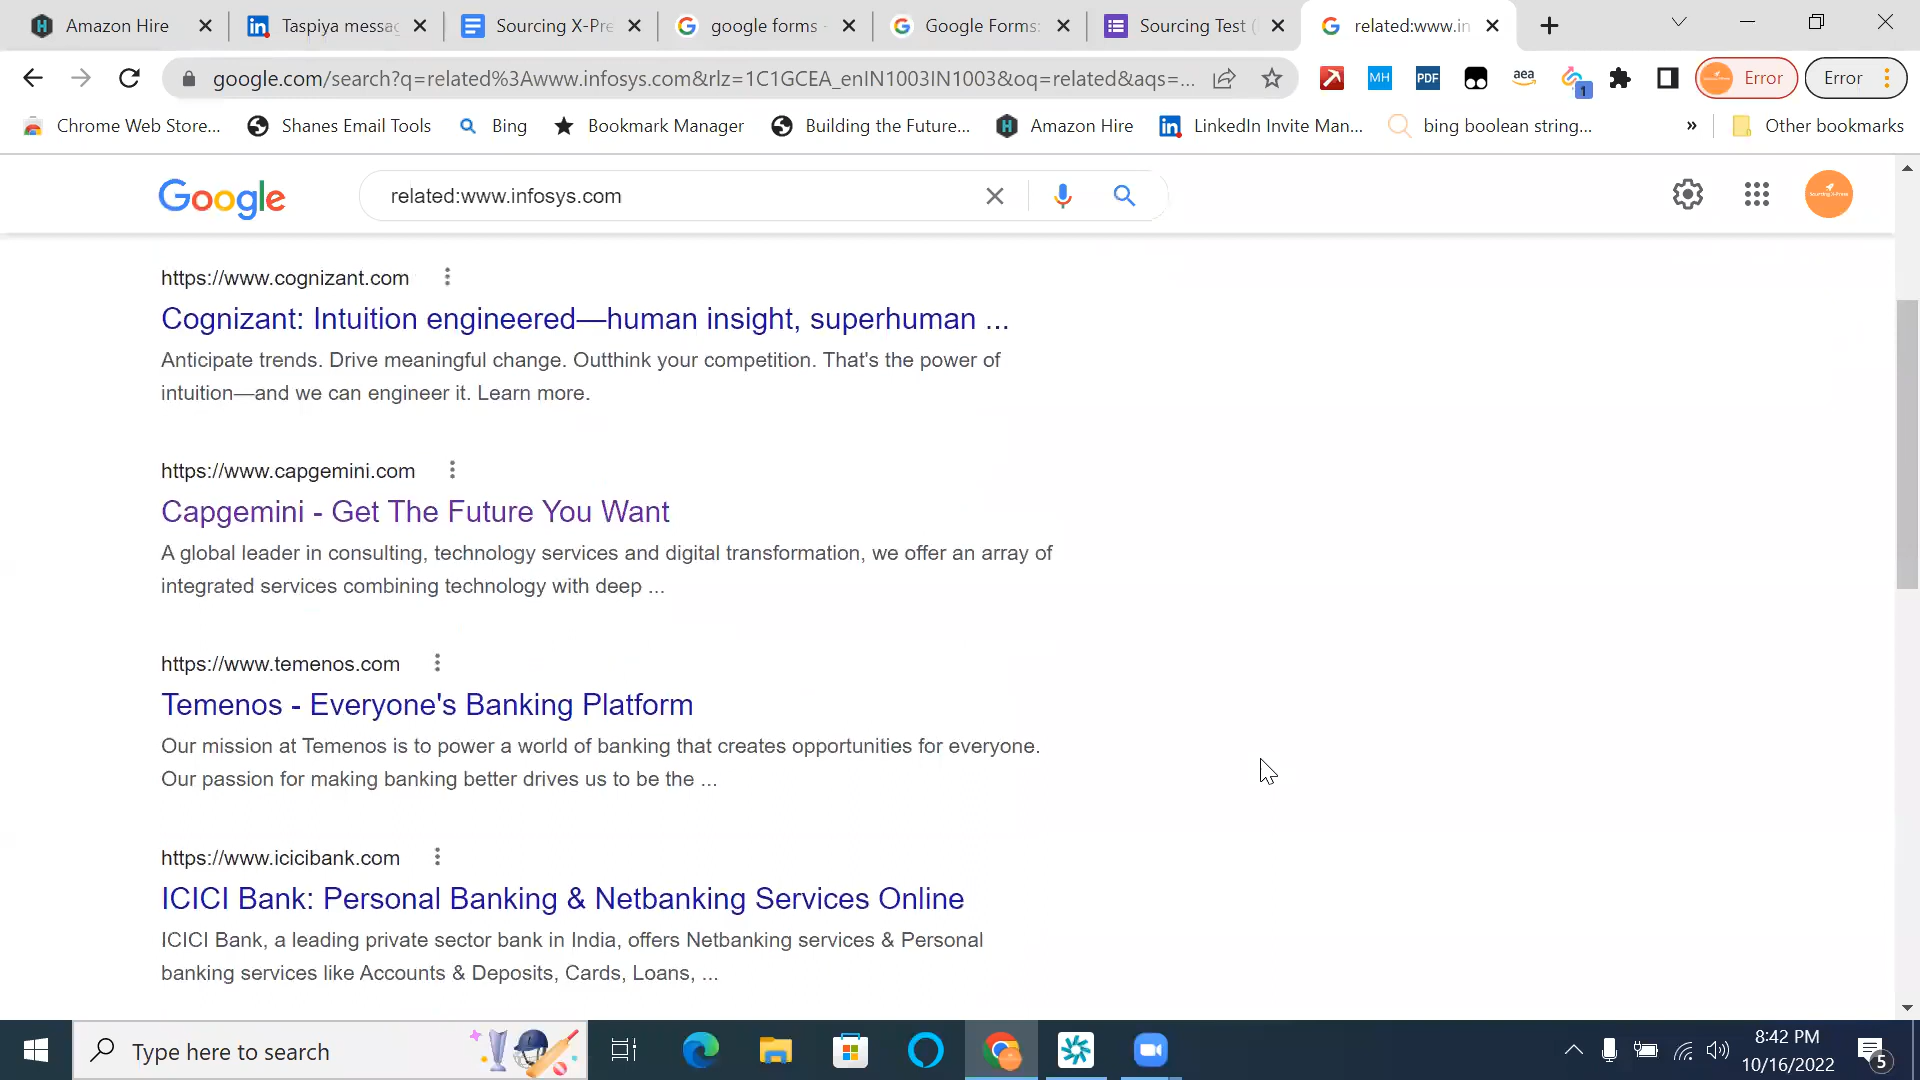 Amazon Hire
Taspiya messag
Sourcing X-Pre
google forms -
Google Forms:
Sourcing Test (
related:www.in
google.com/search?q=related%3Awww.infosys.com&rlz=1C1GCEA_enIN1003IN1003&oq=related&aqs=...
MH
PDF
aea
1
Error
Error
Chrome Web Store...
Shanes Email Tools
Bing
Bookmark Manager
Building the Future...
Amazon Hire
LinkedIn Invite Man...
bing boolean string...
»
Other bookmarks
Google
related:www.infosys.com
https://www.cognizant.com
Cognizant: Intuition engineered—human insight, superhuman ...
Anticipate trends. Drive meaningful change. Outthink your competition. That's the power of
intuition—and we can engineer it. Learn more.
https://www.capgemini.com
Capgemini - Get The Future You Want
A global leader in consulting, technology services and digital transformation, we offer an array of
integrated services combining technology with deep ...
https://www.temenos.com
Temenos - Everyone's Banking Platform
Our mission at Temenos is to power a world of banking that creates opportunities for everyone.
Our passion for making banking better drives us to be the ...
https://www.icicibank.com
ICICI Bank: Personal Banking & Netbanking Services Online
ICICI Bank, a leading private sector bank in India, offers Netbanking services & Personal
banking services like Accounts & Deposits, Cards, Loans, ...
Type here to search
8:42 PM
10/16/2022
5